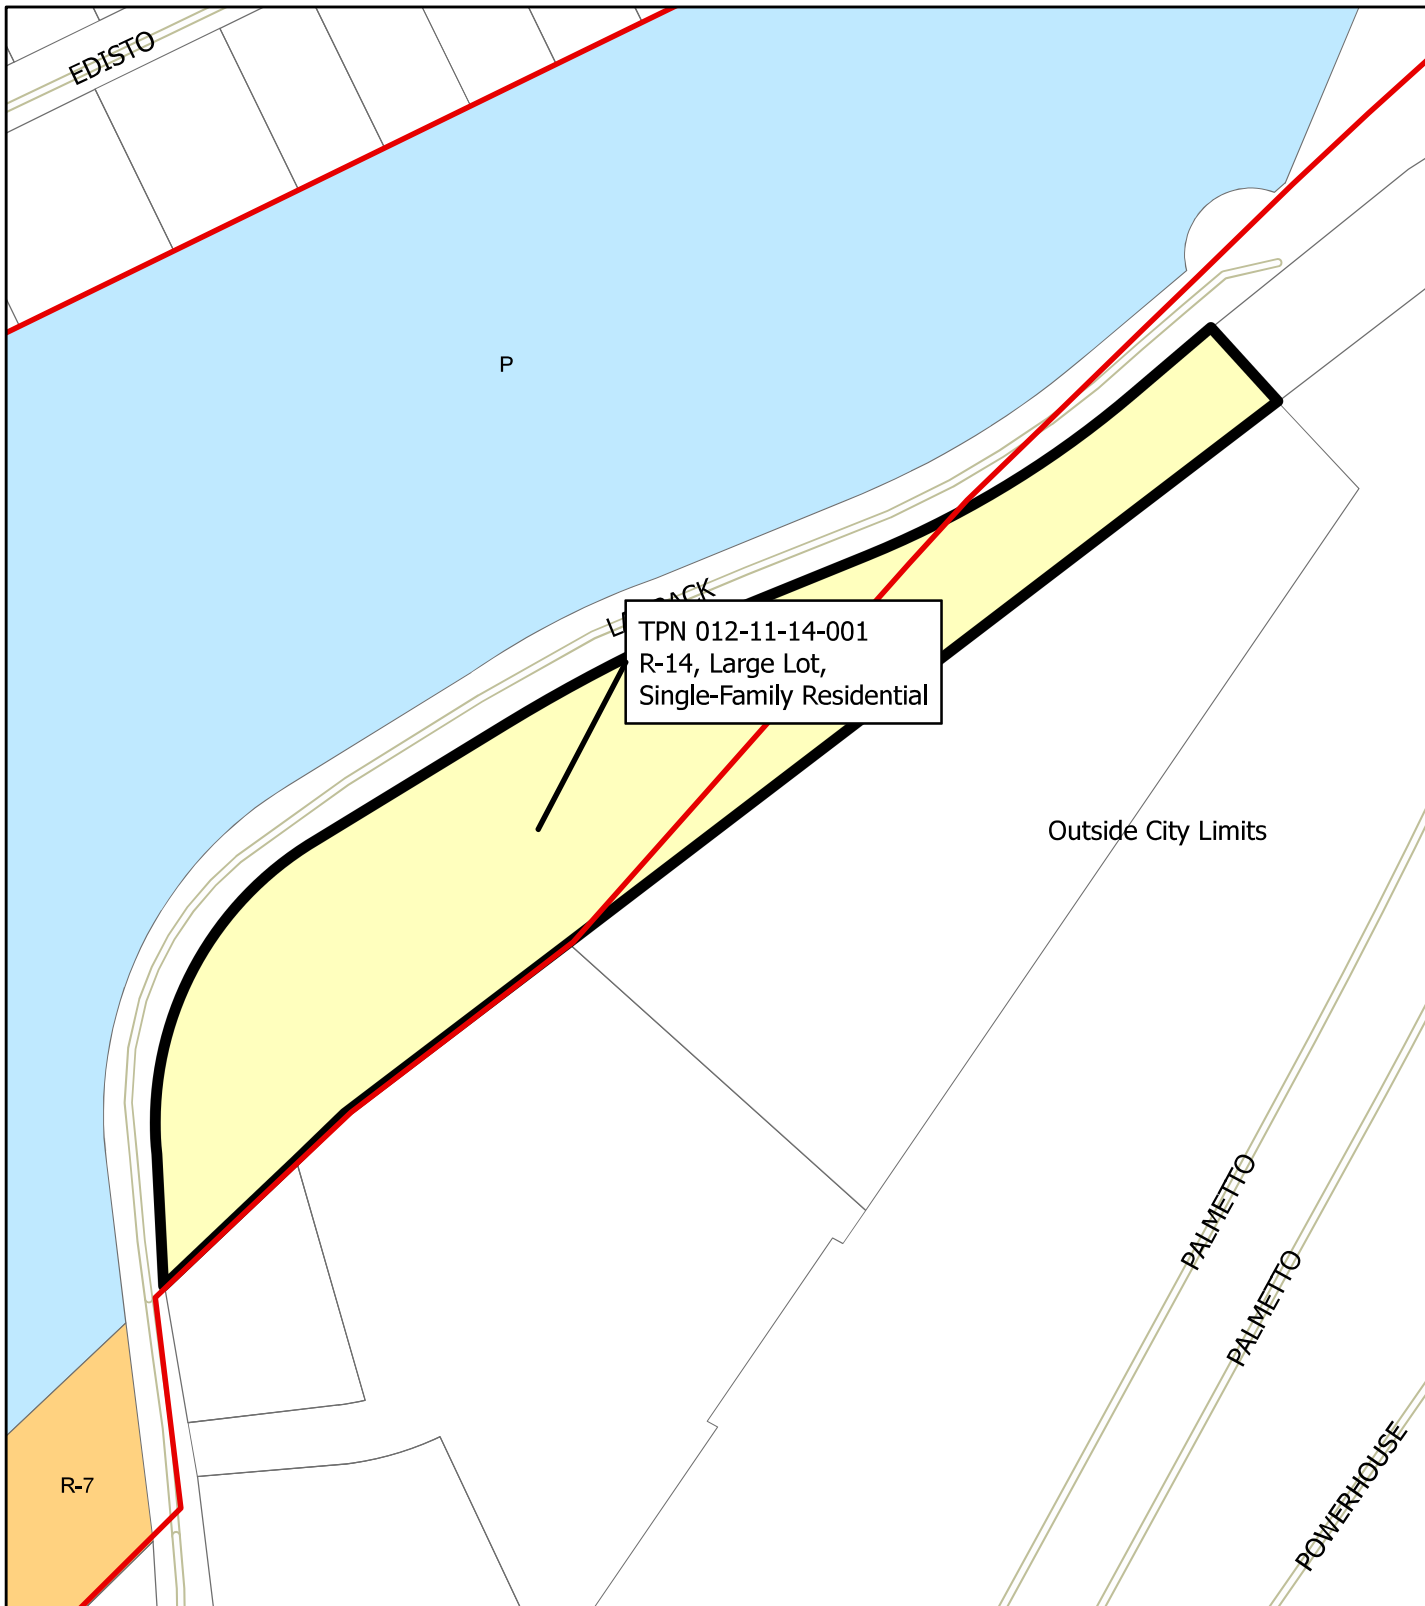 EDISTO
P
TPN 012-11-14-001
R-14, Large Lot,
Single-Family Residential
Outside City Limits
PALMETTO
PALMETTO
POWERHOUSE
R-7